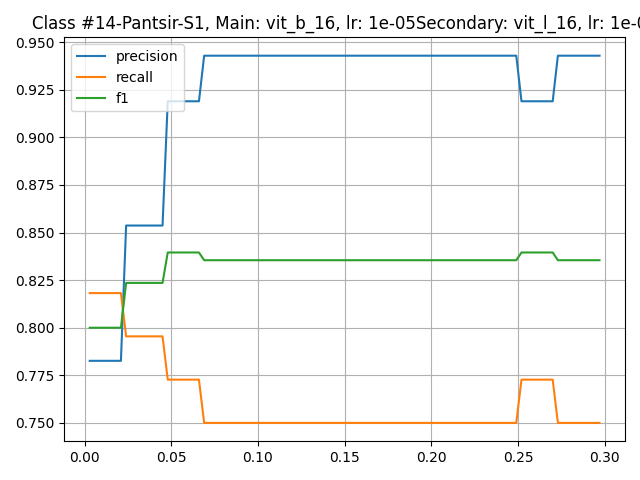 Class #14-Pantsir-S1, Main: vit_b_16, lr: 1e-05Secondary: vit_l_16, lr: 1e-0
0.950
0.925
0.900
0.875
0.850
0.825
0.800
0.775
0.750
precision
recall
f1
0.00 0.05 0.10 0.15 0.20 0.25 0.30